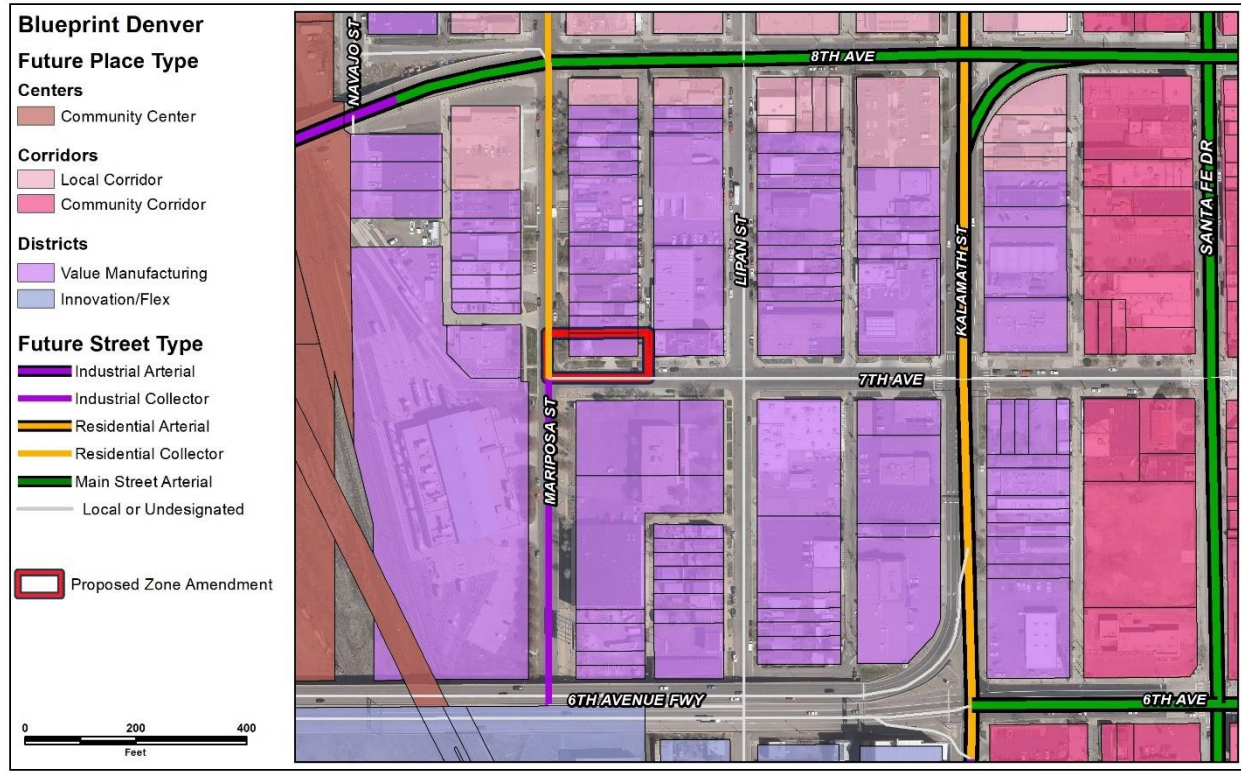 Blueprint Denver
Future Place Type
Centers
Community Center
Corridors
Local Corridor
Community Corridor
Districts
Value Manufacturing
Innovation/Flex
Future Street Type
Industrial Arterial
Industrial Collector
Residential Arterial
Residential Collector
Main Street Arterial
Local or Undesignated
Proposed Zone Amendment
0 200 400
Feet
NAVAJO ST
8TH AVE
LIPAN ST
KALAMATH ST
SANTA FE DR
7TH AVE
MARIPOSA ST
6TH AVENUE FWY
6TH AVE